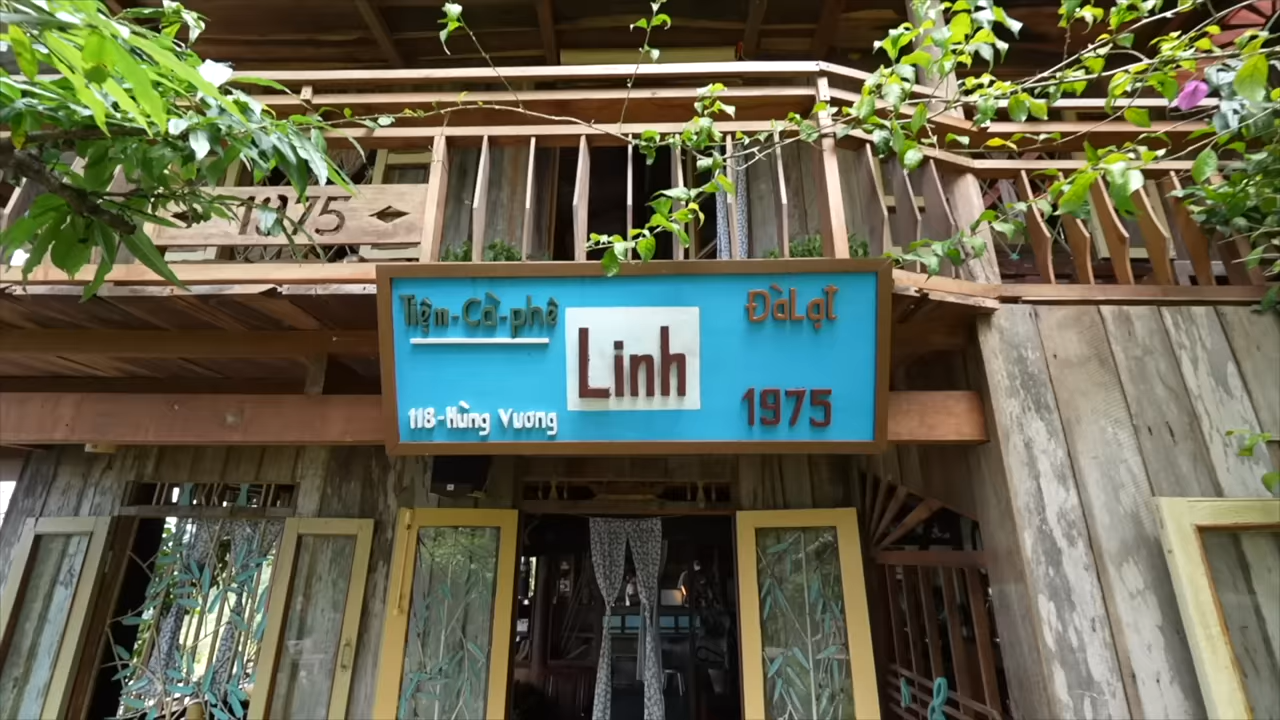 1975
Tiệm-Cà-phê
Linh
ĐàLạt
118-Hùng Vương
1975